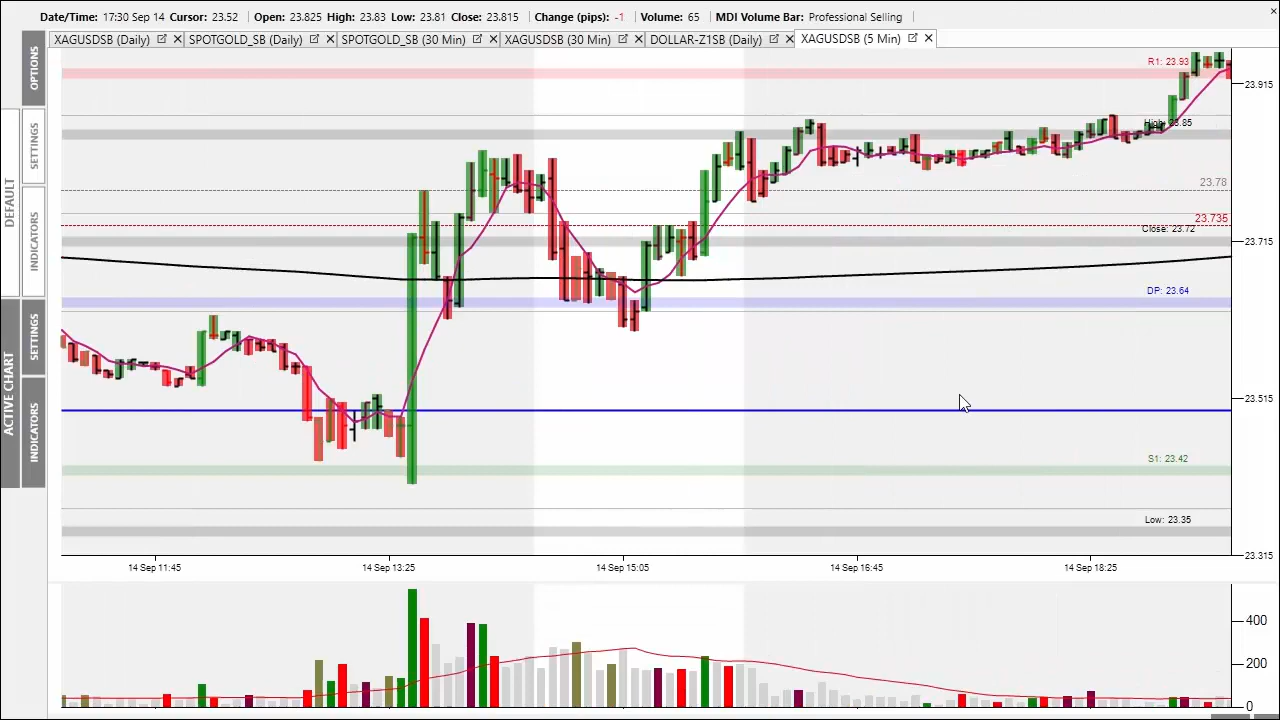 Date/Time: 17:30 Sep 14 Cursor: 23.52 Open: 23.825 High: 23.83 Low: 23.81 Close: 23.815 Change (pips): -1 Volume: 65 MDI Volume Bar: Professional Selling
XAGUSDSB (Daily) SPOTGOLD_SB (Daily) SPOTGOLD_SB (30 Min) XAGUSDSB (30 Min) DOLLAR-Z1SB (Daily) XAGUSDSB (5 Min)
OPTIONS
DEFAULT
SETTINGS
INDICATORS
ACTIVE CHART
SETTINGS
INDICATORS
R1: 23.93
23.915
High: 23.85
23.78
23.735
Close: 23.72
23.715
DP: 23.64
23.515
S1: 23.42
Low: 23.35
23.315
14 Sep 11:45 14 Sep 13:25 14 Sep 15:05 14 Sep 16:45 14 Sep 18:25
400
200
0